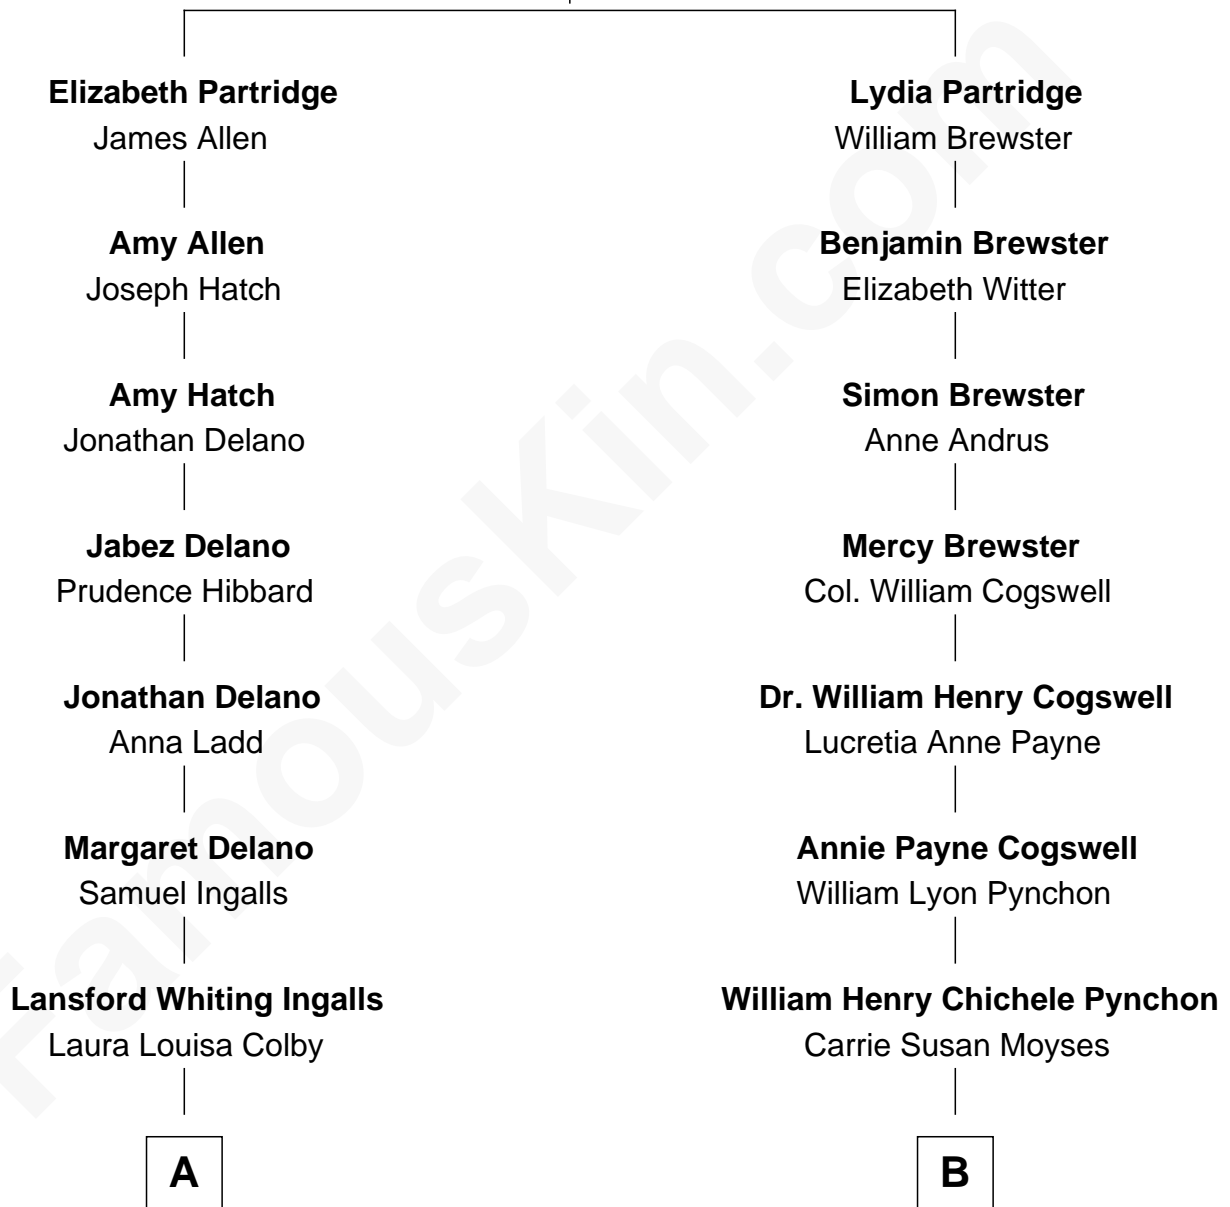 Elizabeth Partridge
James Allen
Lydia Partridge
William Brewster
Amy Allen
Joseph Hatch
Benjamin Brewster
Elizabeth Witter
Amy Hatch
Jonathan Delano
Simon Brewster
Anne Andrus
Jabez Delano
Prudence Hibbard
Mercy Brewster
Col. William Cogswell
Jonathan Delano
Anna Ladd
Dr. William Henry Cogswell
Lucretia Anne Payne
Margaret Delano
Samuel Ingalls
Annie Payne Cogswell
William Lyon Pynchon
Lansford Whiting Ingalls
Laura Louisa Colby
William Henry Chichele Pynchon
Carrie Susan Moyses
A
B
FamousKin.com